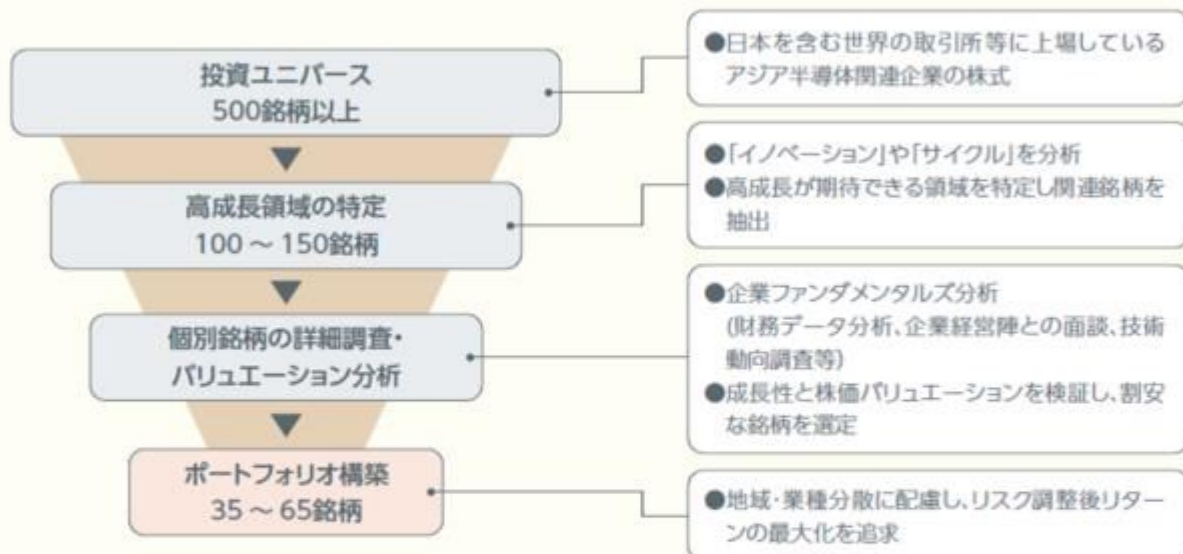 投資ユニバース
500銘柄以上
●日本を含む世界の取引所等に上場している
アジア半導体関連企業の株式
高成長領域の特定
100 ～ 150銘柄
●「イノベーション」や「サイクル」を分析
●高成長が期待できる領域を特定し関連銘柄を
抽出
個別銘柄の詳細調査・
バリュエーション分析
●企業ファンダメンタルズ分析
(財務データ分析、企業経営陣との面談、技術
動向調査等)
●成長性と株価バリュエーションを検証し、割安
な銘柄を選定
ポートフォリオ構築
35 ～ 65銘柄
●地域・業種分散に配慮し、リスク調整後リター
ンの最大化を追求